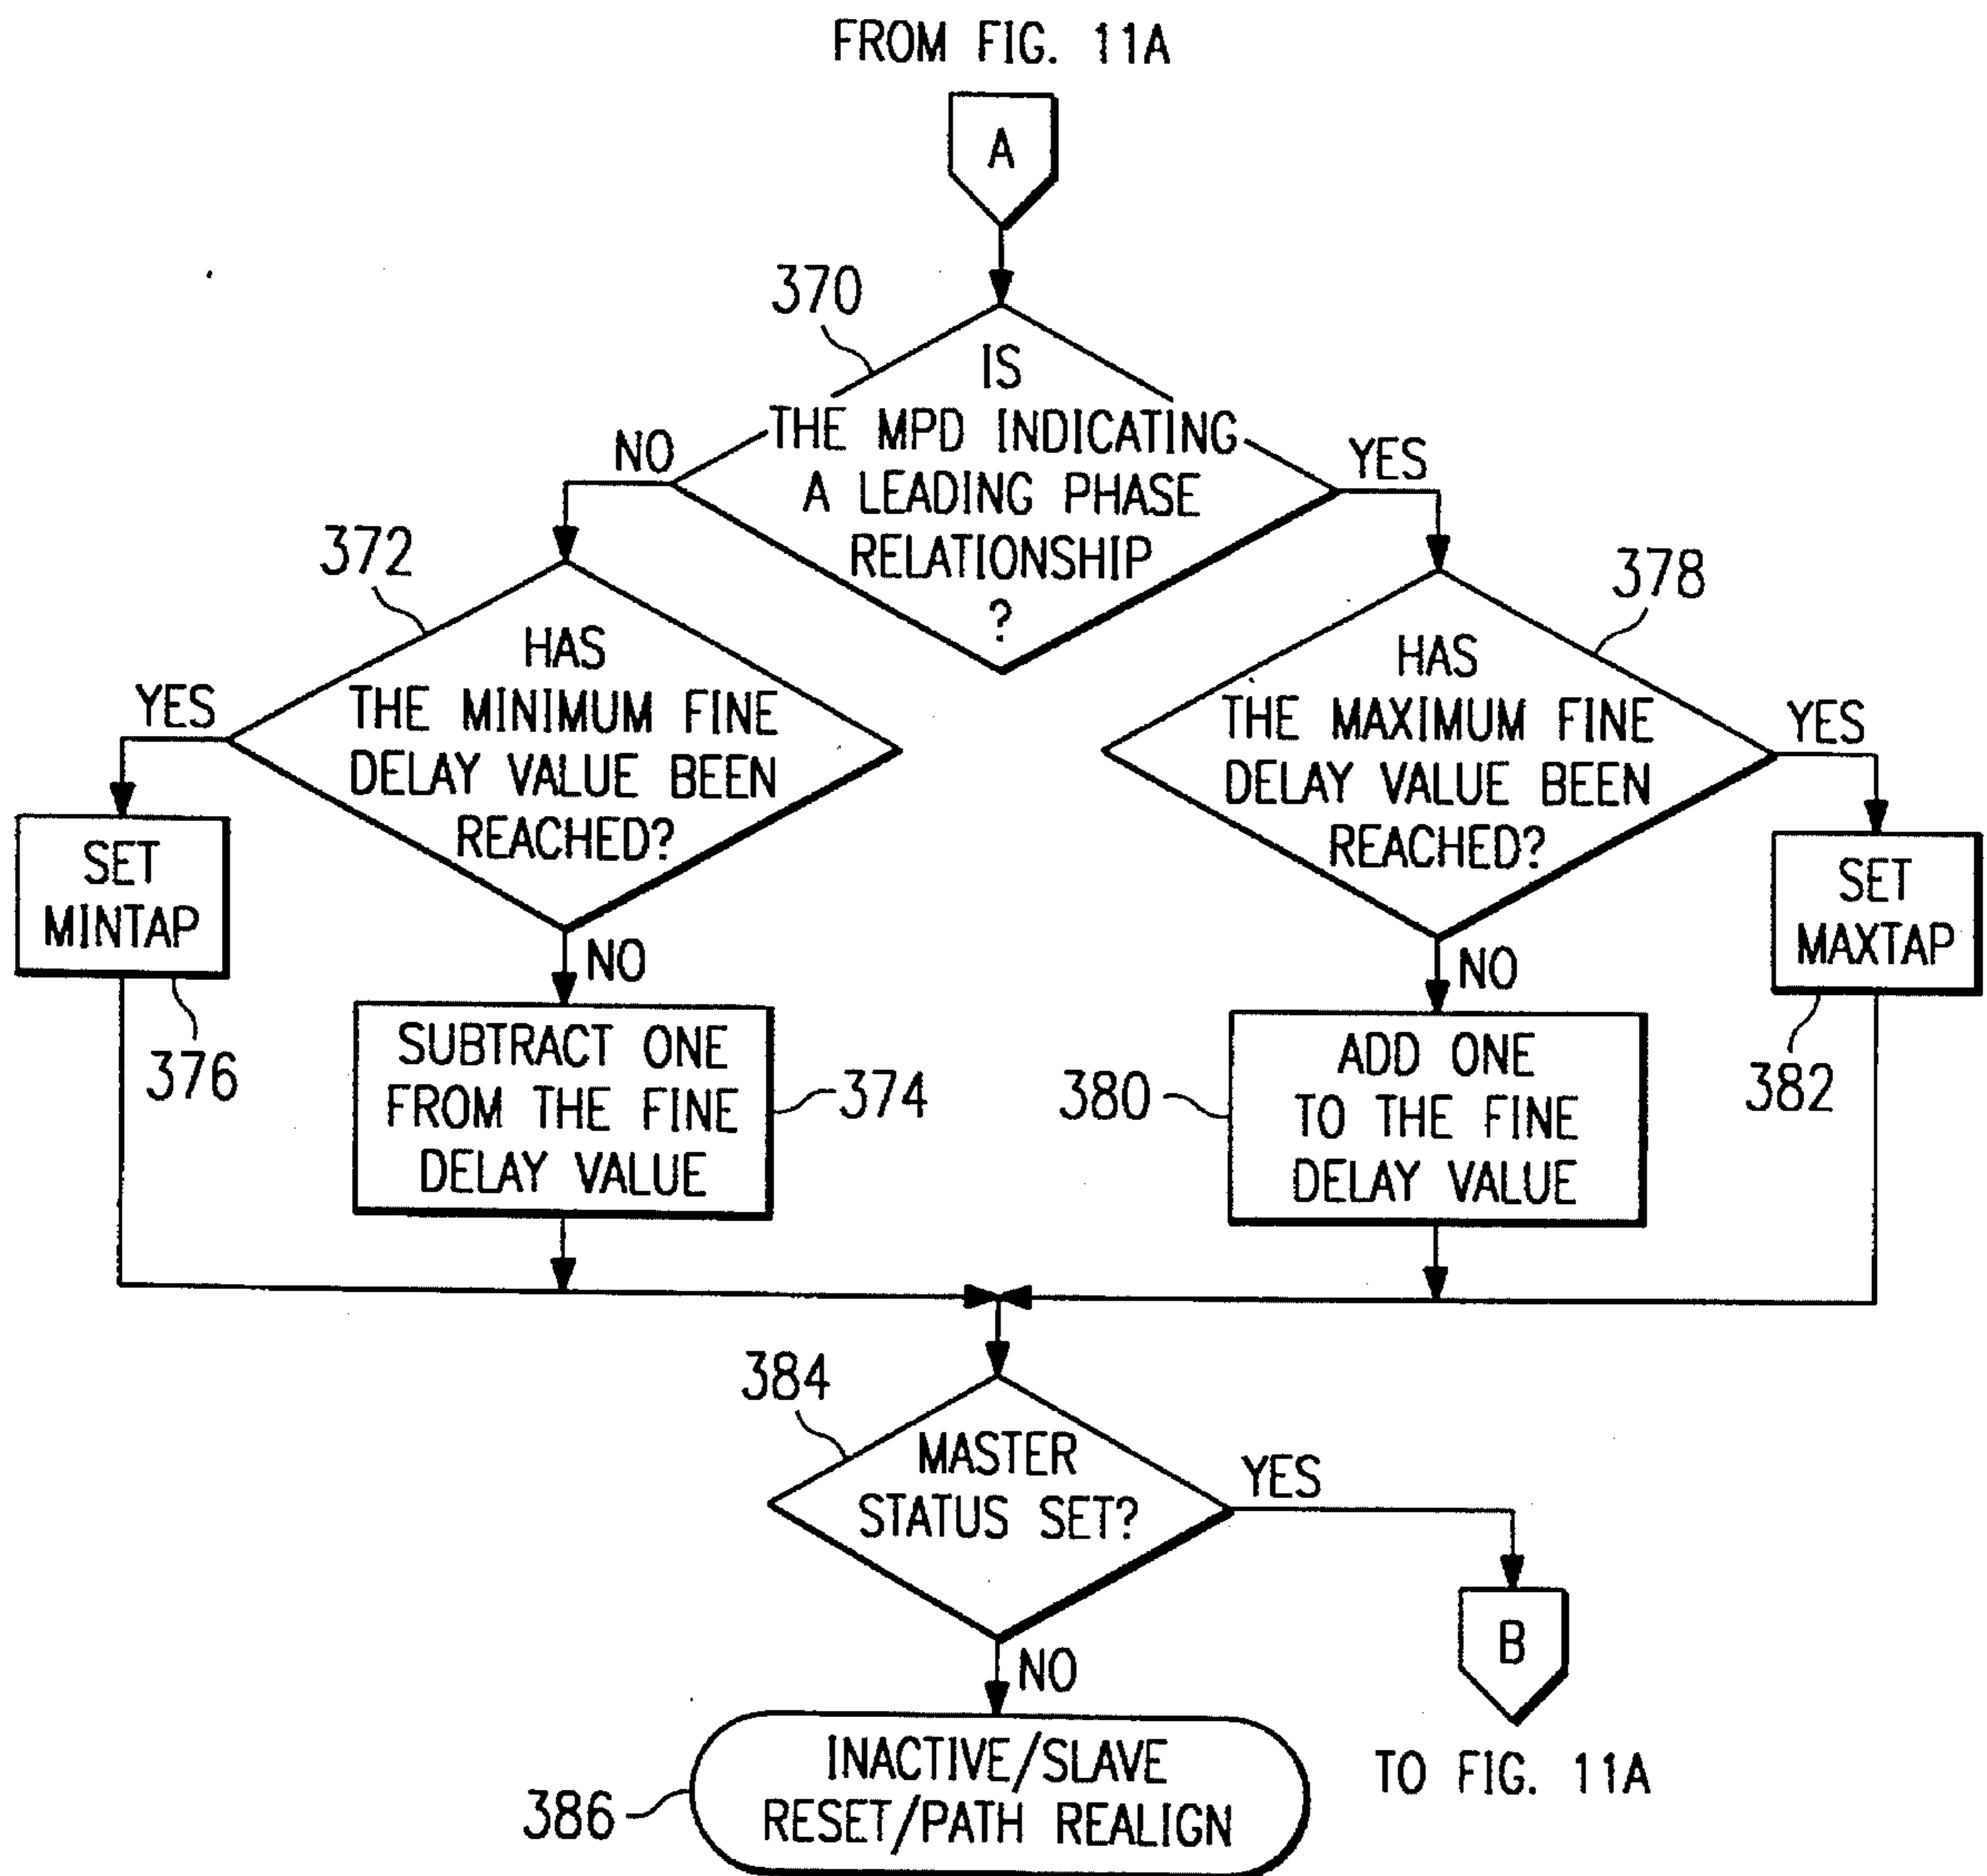 FROM FIG. 11A
A
370
IS
THE MPD INDICATING
A LEADING PHASE
RELATIONSHIP
?
NO
YES
372
HAS
THE MINIMUM FINE
DELAY VALUE BEEN
REACHED?
YES
NO
378
HAS
THE MAXIMUM FINE
DELAY VALUE BEEN
REACHED?
YES
NO
SET
MINTAP
376
SUBTRACT ONE
FROM THE FINE
DELAY VALUE
374
380
ADD ONE
TO THE FINE
DELAY VALUE
SET
MAXTAP
382
384
MASTER
STATUS SET?
YES
NO
B
TO FIG. 11A
386
INACTIVE/SLAVE
RESET/PATH REALIGN